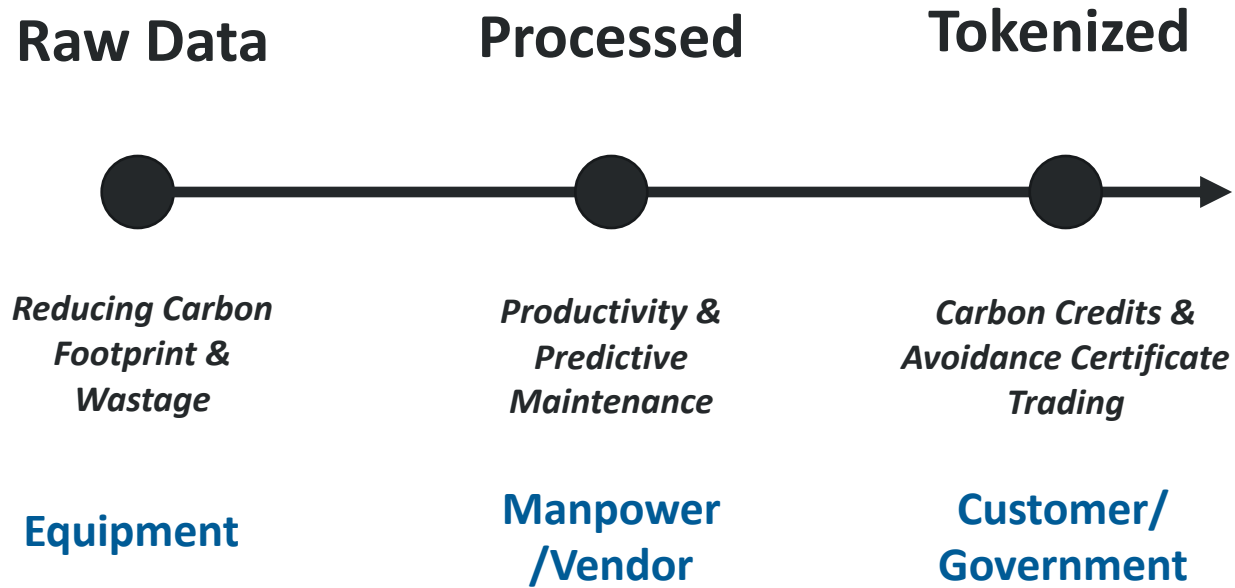 Raw Data
Processed
Tokenized
Reducing Carbon
Footprint &
Wastage
Productivity &
Predictive
Maintenance
Carbon Credits &
Avoidance Certificate
Trading
Equipment
Manpower
/Vendor
Customer/
Government